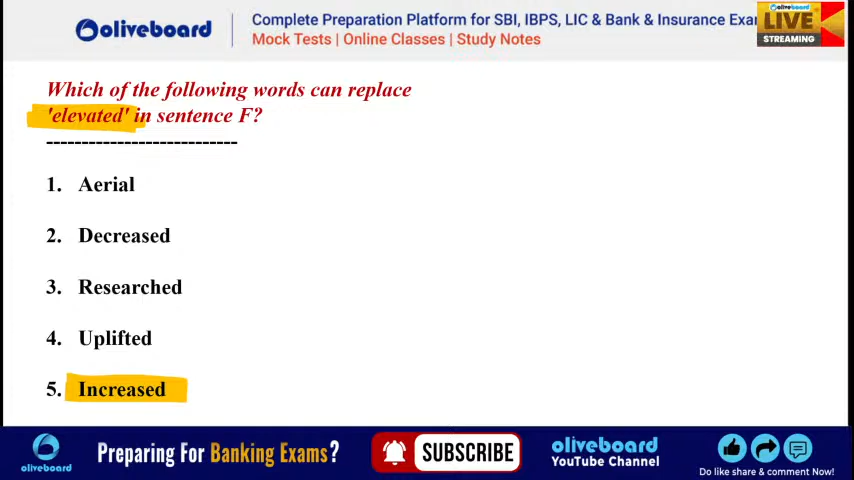 oliveboard
Complete Preparation Platform for SBI, IBPS, LIC & Bank & Insurance Exa
Mock Tests | Online Classes | Study Notes
oliveboard
LIVE
STREAMING
Which of the following words can replace
'elevated' in sentence F?
---------------------------
1. Aerial
2. Decreased
3. Researched
4. Uplifted
5. Increased
oliveboard
Preparing For Banking Exams?
SUBSCRIBE
oliveboard
YouTube Channel
Do like share & comment Now!